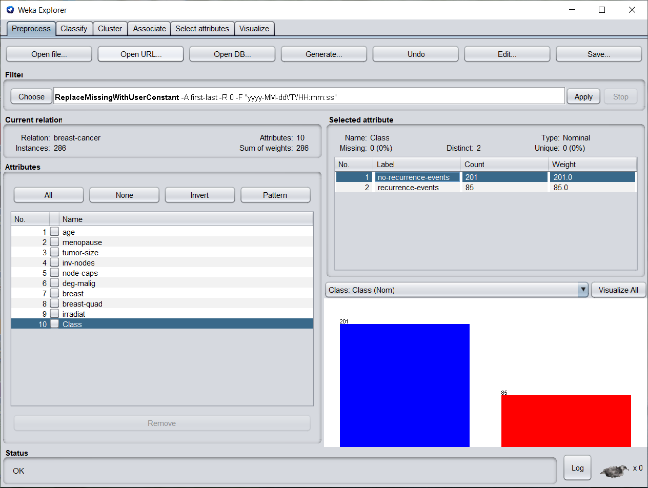 Weka Explorer
Preprocess Classify Cluster Associate Select attributes Visualize
Open file... Open URL... Open DB... Generate... Undo Edit... Save...
Filter
Choose ReplaceMissingWithUserConstant -A first-last -R 0 -F "yyyy-MM-dd\'T\'HH:mm:ss" Apply Stop
Current relation
Relation: breast-cancer Attributes: 10
Instances: 286 Sum of weights: 286
Attributes
All None Invert Pattern
No. Name
1 age
2 menopause
3 tumor-size
4 inv-nodes
5 node-caps
6 deg-malig
7 breast
8 breast-quad
9 irradiat
10 Class
Remove
Selected attribute
Name: Class Type: Nominal
Missing: 0 (0%) Distinct: 2 Unique: 0 (0%)
No. Label Count Weight
1 no-recurrence-events 201 201.0
2 recurrence-events 85 85.0
Class: Class (Nom) Visualize All
201
85
Status
OK
Log x 0